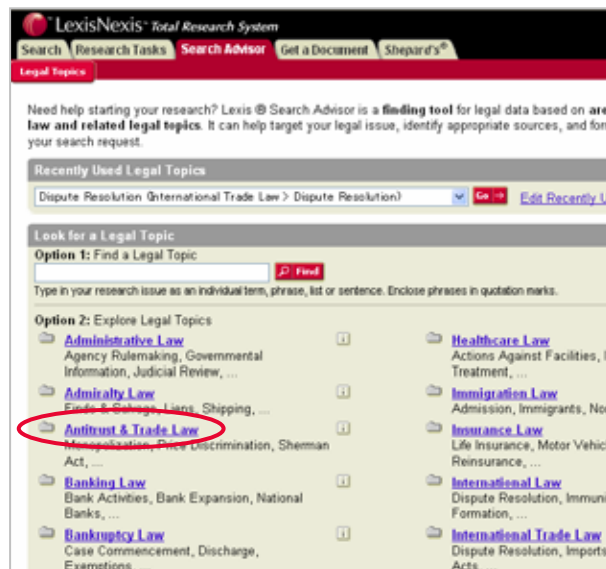 LexisNexis™ Total Research System
Search Research Tasks Search Advisor Get a Document Shepard's®
Legal Topics
Need help starting your research? Lexis ® Search Advisor is a finding tool for legal data based on
law and related legal topics. It can help target your legal issue, identify appropriate sources, and
your search request.
Recently Used Legal Topics
Dispute Resolution (International Trade Law > Dispute Resolution) Go Edit Recently
Look for a Legal Topic
Option 1: Find a Legal Topic
Find
Type in your research issue as an individual term, phrase, list or sentence. Enclose phrases in quotation marks.
Option 2: Explore Legal Topics
Administrative Law
Agency Rulemaking, Governmental
Information, Judicial Review, ...
Admiralty Law
Finds & Salvage, Liens, Shipping, ...
Antitrust & Trade Law
Monopolization, Price Discrimination, Sherman
Act, ...
Banking Law
Bank Activities, Bank Expansion, National
Banks, ...
Bankruptcy Law
Case Commencement, Discharge,
Exemptions, ...
Healthcare Law
Actions Against Facilities,
Treatment, ...
Immigration Law
Admission, Immigrants,
Insurance Law
Life Insurance, Motor
Reinsurance, ...
International Law
Dispute Resolution,
Formation, ...
International Trade Law
Dispute Resolution, Imports
Acts